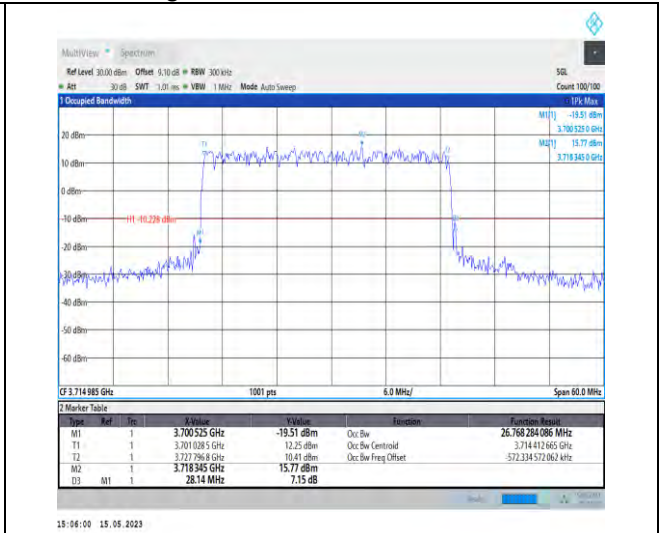 MultiView Spectrum
Ref Level 30.00 dBm Offset 9.10 dB RBW 300 kHz SGL
Att 30 dB SWT 1.01 ms VBW 1 MHz Mode Auto Sweep Count 100/100
1 Occupied Bandwidth 1Pk Max
M1[1] -19.51 dBm
3.700 525 0 GHz
M2[1] 15.77 dBm
3.718 345 0 GHz
20 dBm
10 dBm
0 dBm
-10 dBm H1 -10.228 dBm
-20 dBm
-30 dBm
-40 dBm
-50 dBm
-60 dBm
CF 3.714 985 GHz 1001 pts 6.0 MHz/ Span 60.0 MHz
2 Marker Table
Type Ref Trc X-Value Y-Value Function Function Result
M1 1 3.700 525 GHz -19.51 dBm Occ Bw 26.768 284 086 MHz
T1 1 3.701 028 5 GHz 12.25 dBm Occ Bw Centroid 3.714 412 665 GHz
T2 1 3.727 796 8 GHz 10.41 dBm Occ Bw Freq Offset -572.334 572 062 kHz
M2 1 3.718 345 GHz 15.77 dBm
D3 M1 1 28.14 MHz 7.15 dB
15:06:00 15.05.2023